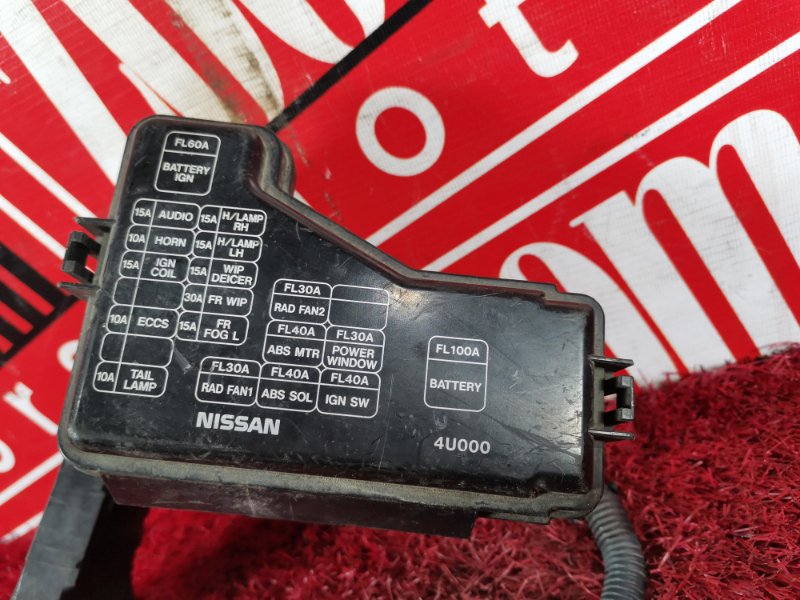 FL60A
BATTERY
IGN
15A AUDIO
15A H/LAMP
RH
10A HORN
15A H/LAMP
LH
15A IGN
COIL
15A WIP
DEICER
30A FR WIP
10A ECCS
15A FR
FOG L
10A TAIL
LAMP
FL30A
RAD FAN2
FL40A
ABS MTR
FL30A
POWER
WINDOW
FL30A
RAD FAN1
FL40A
ABS SOL
FL40A
IGN SW
FL100A
BATTERY
NISSAN
4U000